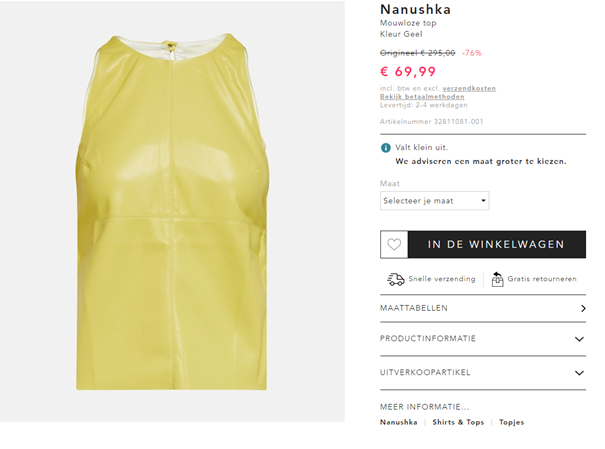 Nanushka
Mouwloze top
Kleur Geel
Origineel € 295,00 -76%
€ 69,99
incl. btw en excl. verzendkosten
Bekijk betaalmethoden
Levertijd: 2-4 werkdagen
Artikelnummer 32811081-001
Valt klein uit.
We adviseren een maat groter te kiezen.
Maat
Selecteer je maat
IN DE WINKELWAGEN
Snelle verzending
Gratis retourneren
MAATTABELLEN
PRODUCTINFORMATIE
UITVERKOOPARTIKEL
MEER INFORMATIE...
Nanushka | Shirts & Tops | Topjes